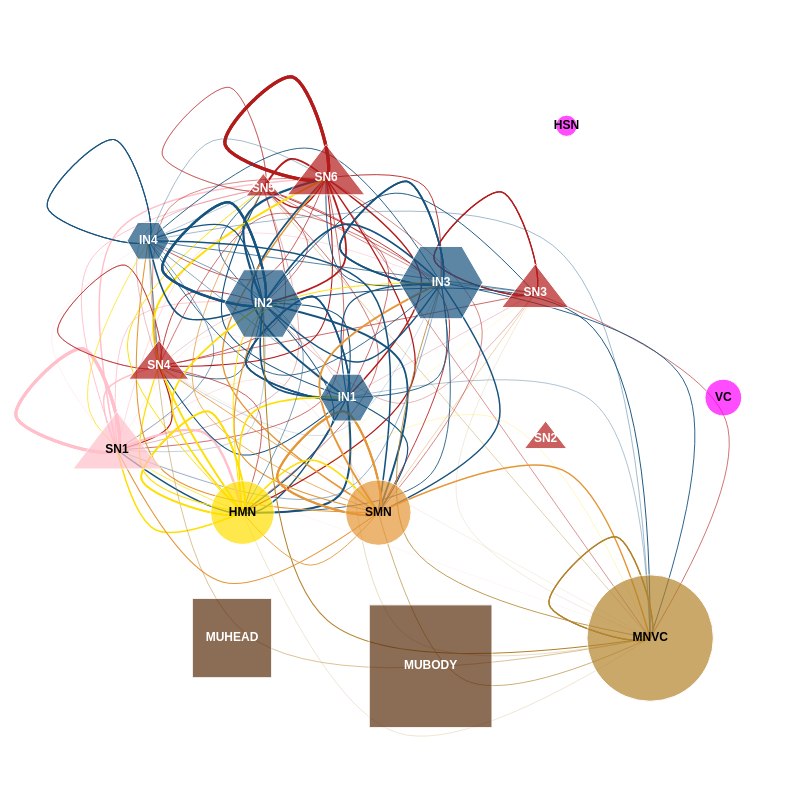 HSN
SN6
SN5
IN4
IN3
SN3
IN2
SN4
IN1
VC
SN2
SN1
HMN
SMN
MUHEAD
MNVC
MUBODY